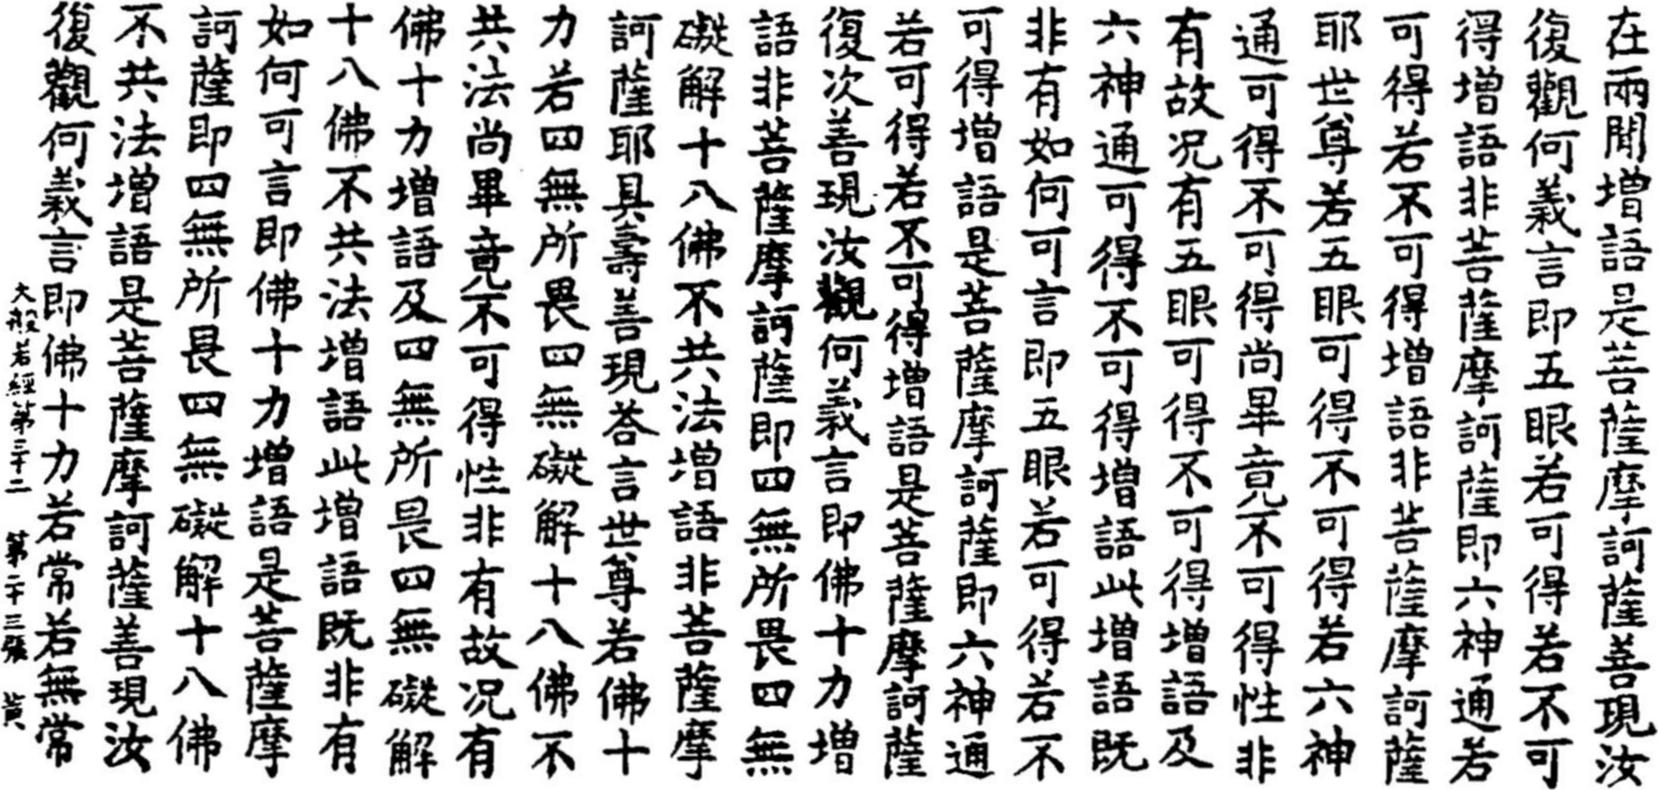 在兩聞增語是菩薩摩訶薩善現汝
復觀何義言即五眼若可得若不可
得增語非菩薩摩訶薩即六神通若
可得若不可得增語非菩薩摩訶薩
耶世尊若五眼可得不可得若六神
通可得不可得尚畢竟不可得性非
有故况有五眼可得不可得增語及
六神通可得不可得增語此增語既
非有如何可言即五眼若可得若不
可得增語是菩薩摩訶薩即六神通
若可得若不可得增語是菩薩摩訶薩
復次善現汝觀何義言即佛十力增
語非菩薩摩訶薩即四無所畏四無
礙解十八佛不共法增語非菩薩摩
訶薩耶具壽善現荅言世尊若佛十
力若四無所畏四無礙解十八佛不
共法尚畢竟不可得性非有故况有
佛十力增語及四無所畏四無礙解
十八佛不共法增語此增語既非有
如何可言即佛十力增語是菩薩摩
訶薩即四無所畏四無礙解十八佛
不共法增語是菩薩摩訶薩善現汝
復觀何義言即佛十力若常若無常
大般若經第三十二 第二十三張 黃